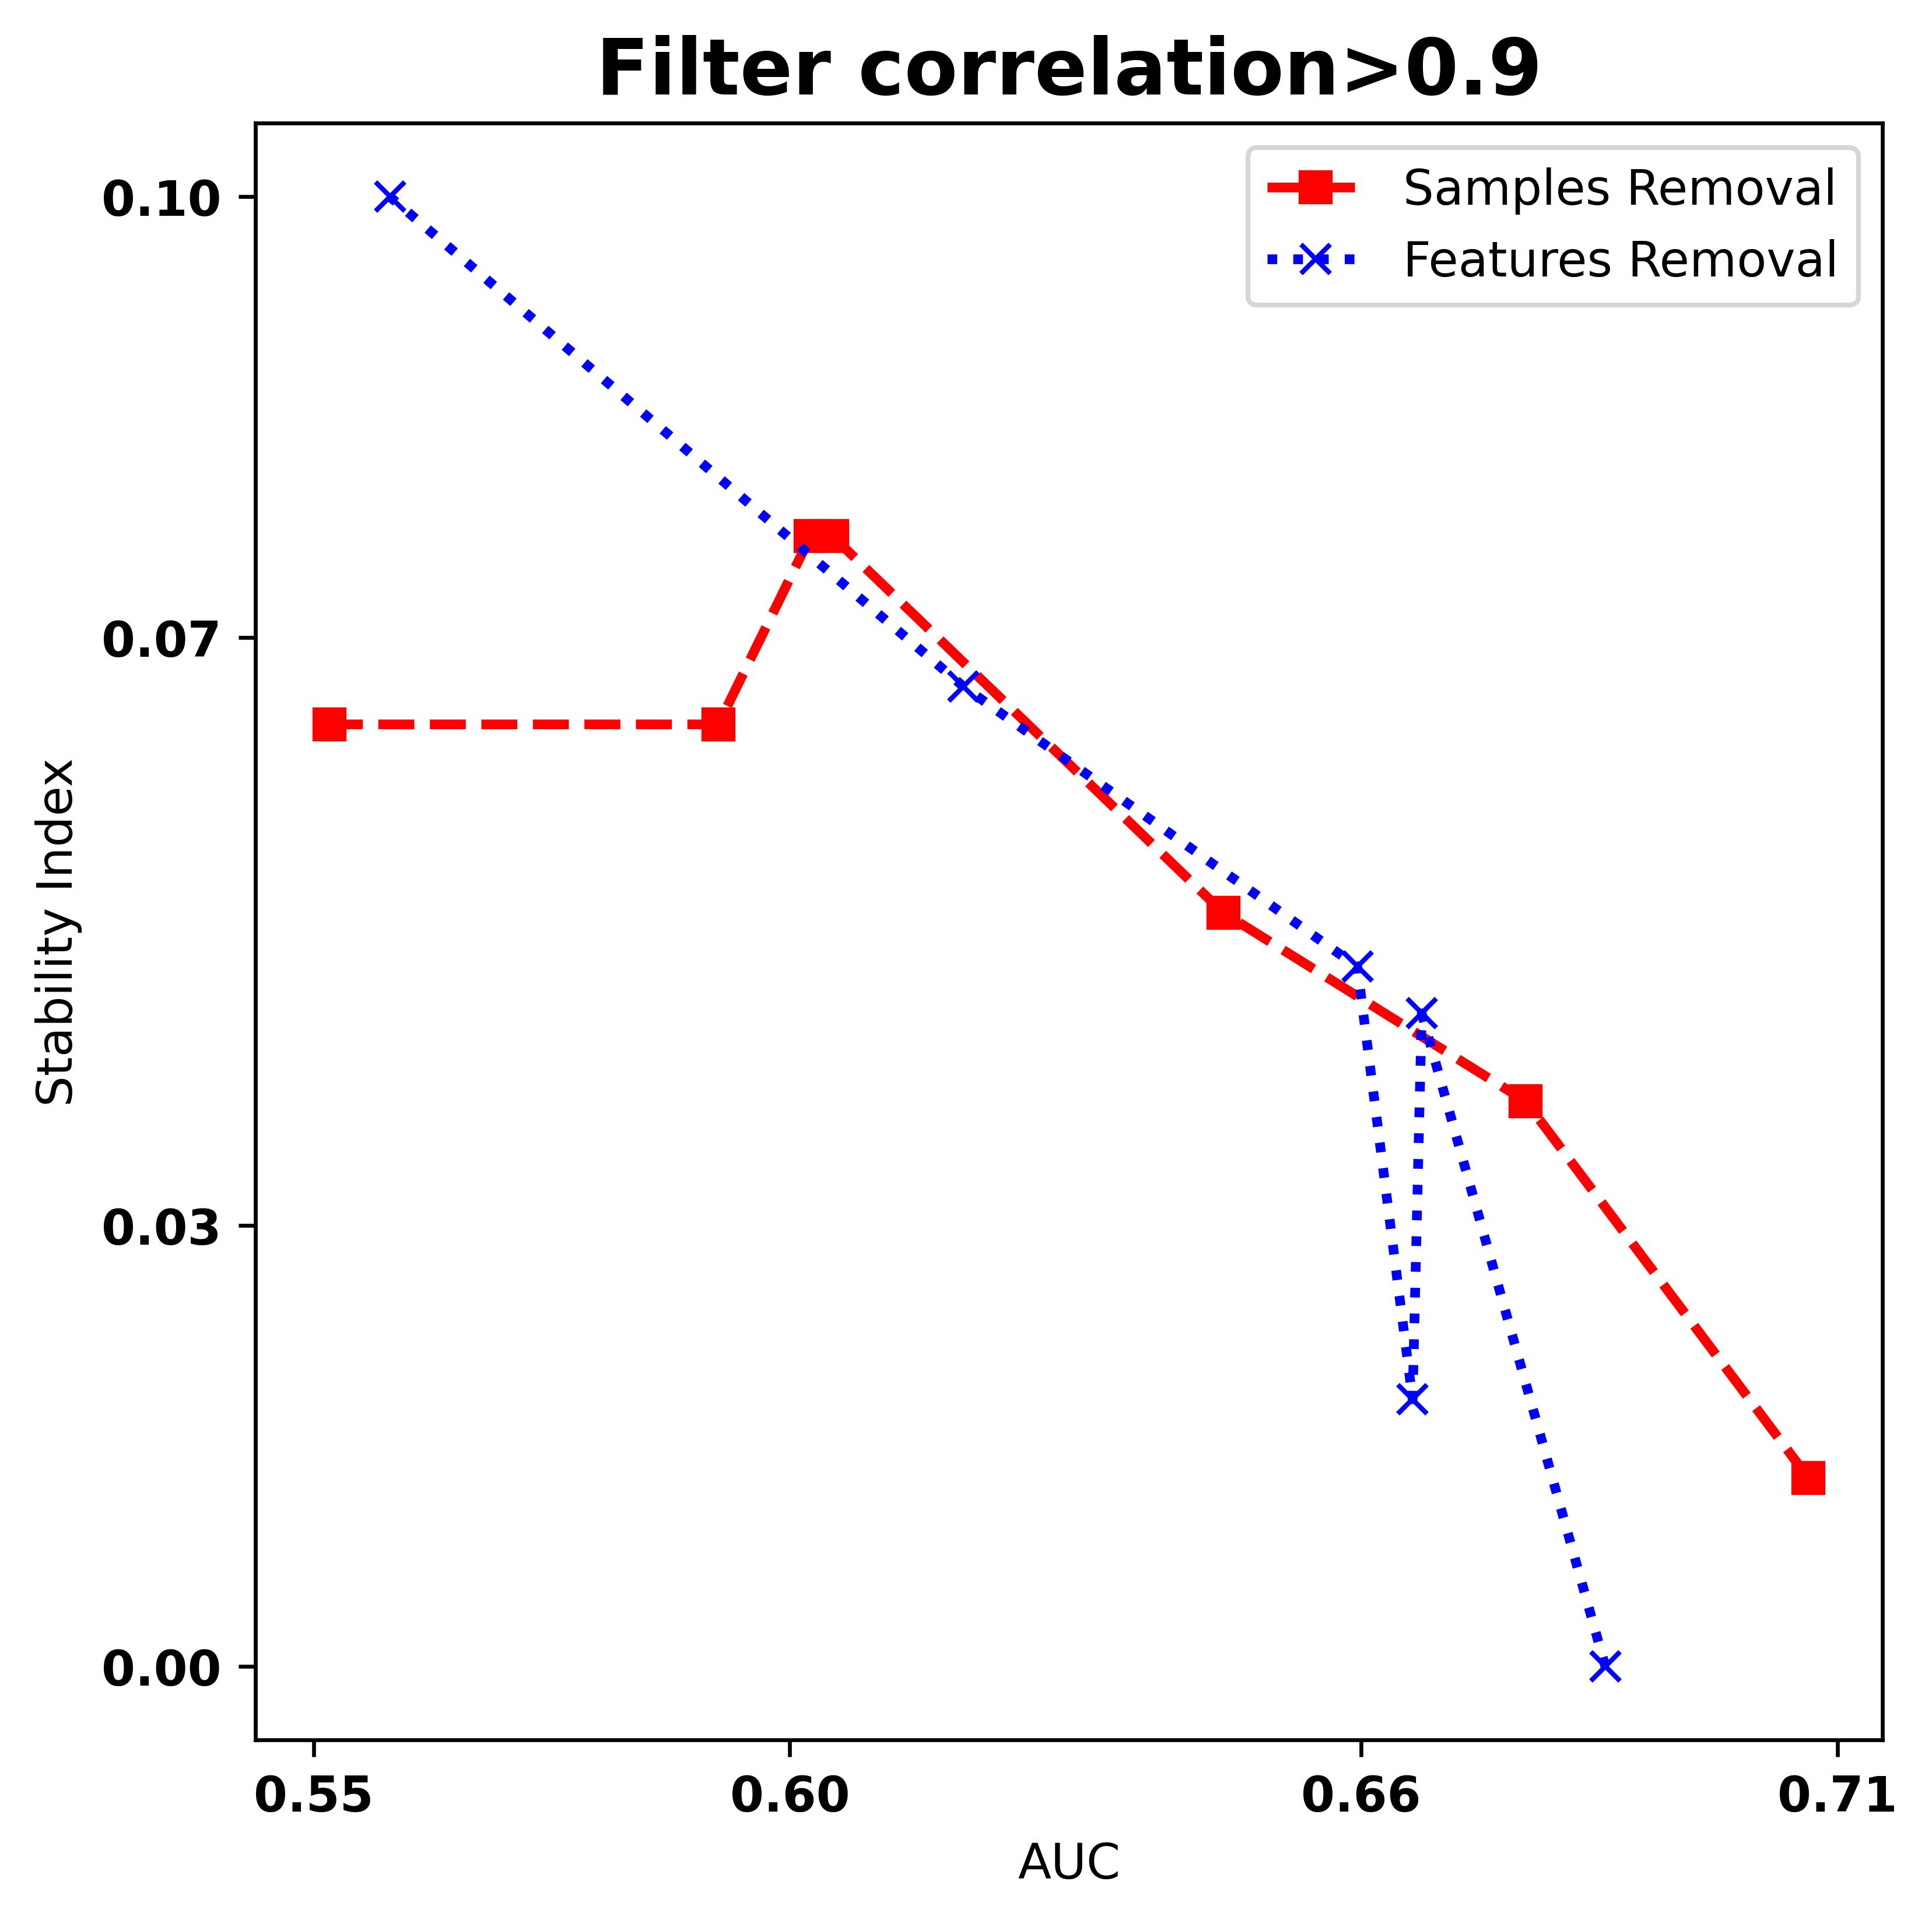 Filter correlation>0.9
Samples Removal
Features Removal
0.10
0.07
0.03
0.00
Stability Index
0.55
0.60
0.66
0.71
AUC